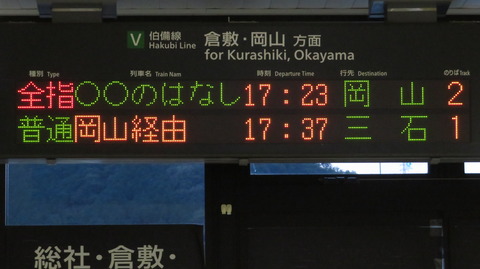 V 伯備線 倉敷・岡山 方面
Hakubi Line for Kurashiki, Okayama
種別 Type 列車名 Train Nam 時刻 Departure Time 行先 Destination のりば Track
全指 〇〇のはなし 17:23 岡山 2
普通 岡山経由 17:37 三石 1
総社・倉敷・